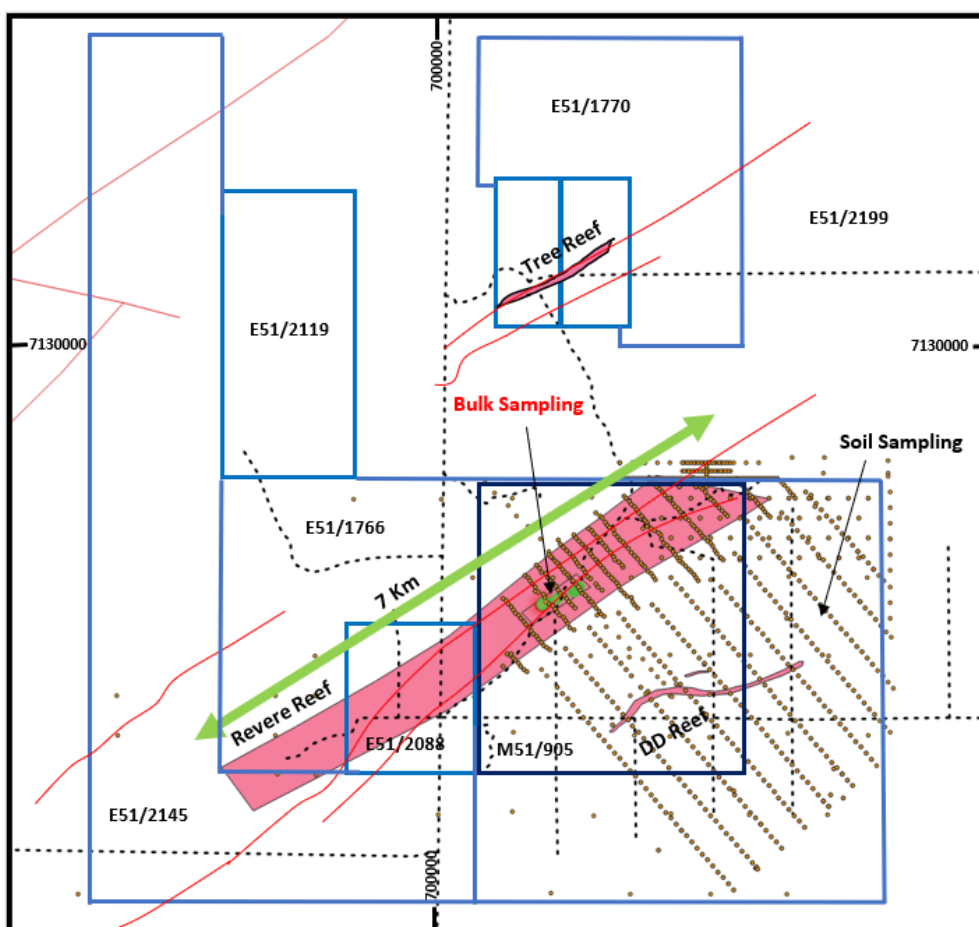 700000
E51/1770
E51/2199
Tree Reef
E51/2119
7130000
7130000
Bulk Sampling
Soil Sampling
E51/1766
7 Km
Revere Reef
E51/2088
M51/905
DD Reef
E51/2145
700000